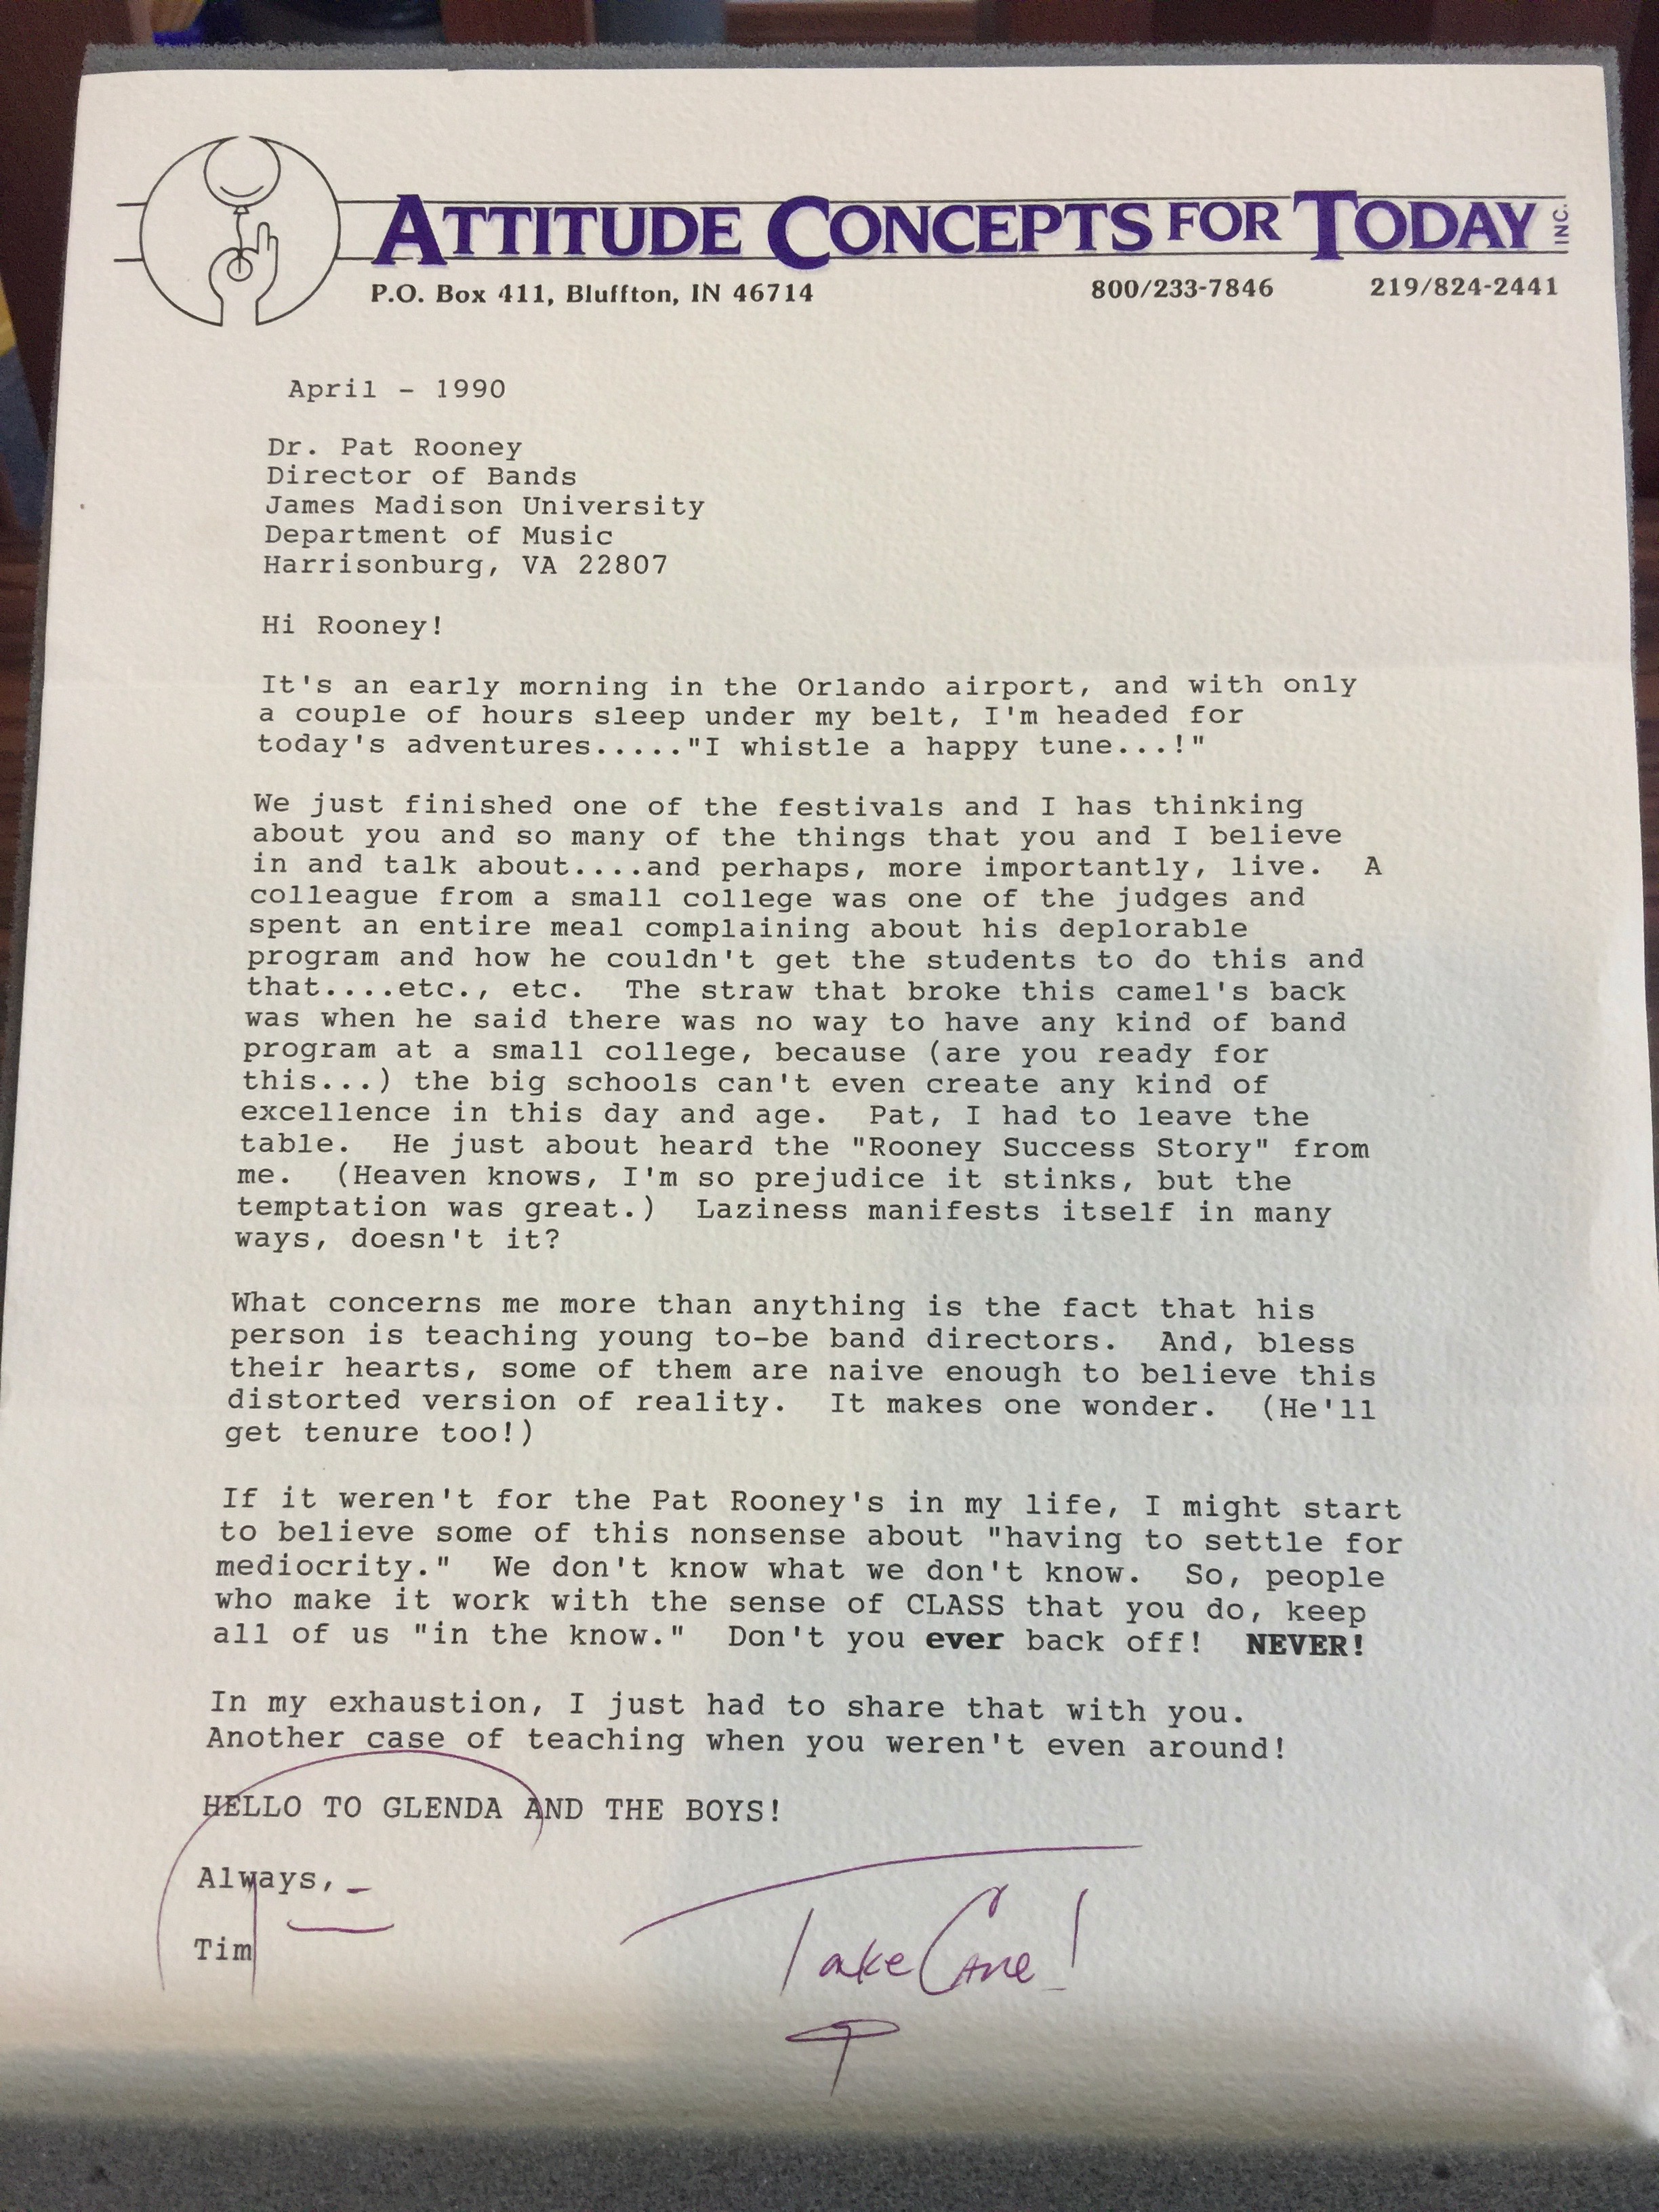 ATTITUDE CONCEPTS FOR TODAY INC.
P.O. Box 411, Bluffton, IN 46714 800/233-7846 219/824-2441
April - 1990
Dr. Pat Rooney
Director of Bands
James Madison University
Department of Music
Harrisonburg, VA 22807
Hi Rooney!
It's an early morning in the Orlando airport, and with only
a couple of hours sleep under my belt, I'm headed for
today's adventures....."I whistle a happy tune...!"
We just finished one of the festivals and I has thinking
about you and so many of the things that you and I believe
in and talk about....and perhaps, more importantly, live. A
colleague from a small college was one of the judges and
spent an entire meal complaining about his deplorable
program and how he couldn't get the students to do this and
that....etc., etc. The straw that broke this camel's back
was when he said there was no way to have any kind of band
program at a small college, because (are you ready for
this...) the big schools can't even create any kind of
excellence in this day and age. Pat, I had to leave the
table. He just about heard the "Rooney Success Story" from
me. (Heaven knows, I'm so prejudice it stinks, but the
temptation was great.) Laziness manifests itself in many
ways, doesn't it?
What concerns me more than anything is the fact that his
person is teaching young to-be band directors. And, bless
their hearts, some of them are naive enough to believe this
distorted version of reality. It makes one wonder. (He'll
get tenure too!)
If it weren't for the Pat Rooney's in my life, I might start
to believe some of this nonsense about "having to settle for
mediocrity." We don't know what we don't know. So, people
who make it work with the sense of CLASS that you do, keep
all of us "in the know." Don't you ever back off! NEVER!
In my exhaustion, I just had to share that with you.
Another case of teaching when you weren't even around!
HELLO TO GLENDA AND THE BOYS!
Always,
Tim
Take Care!